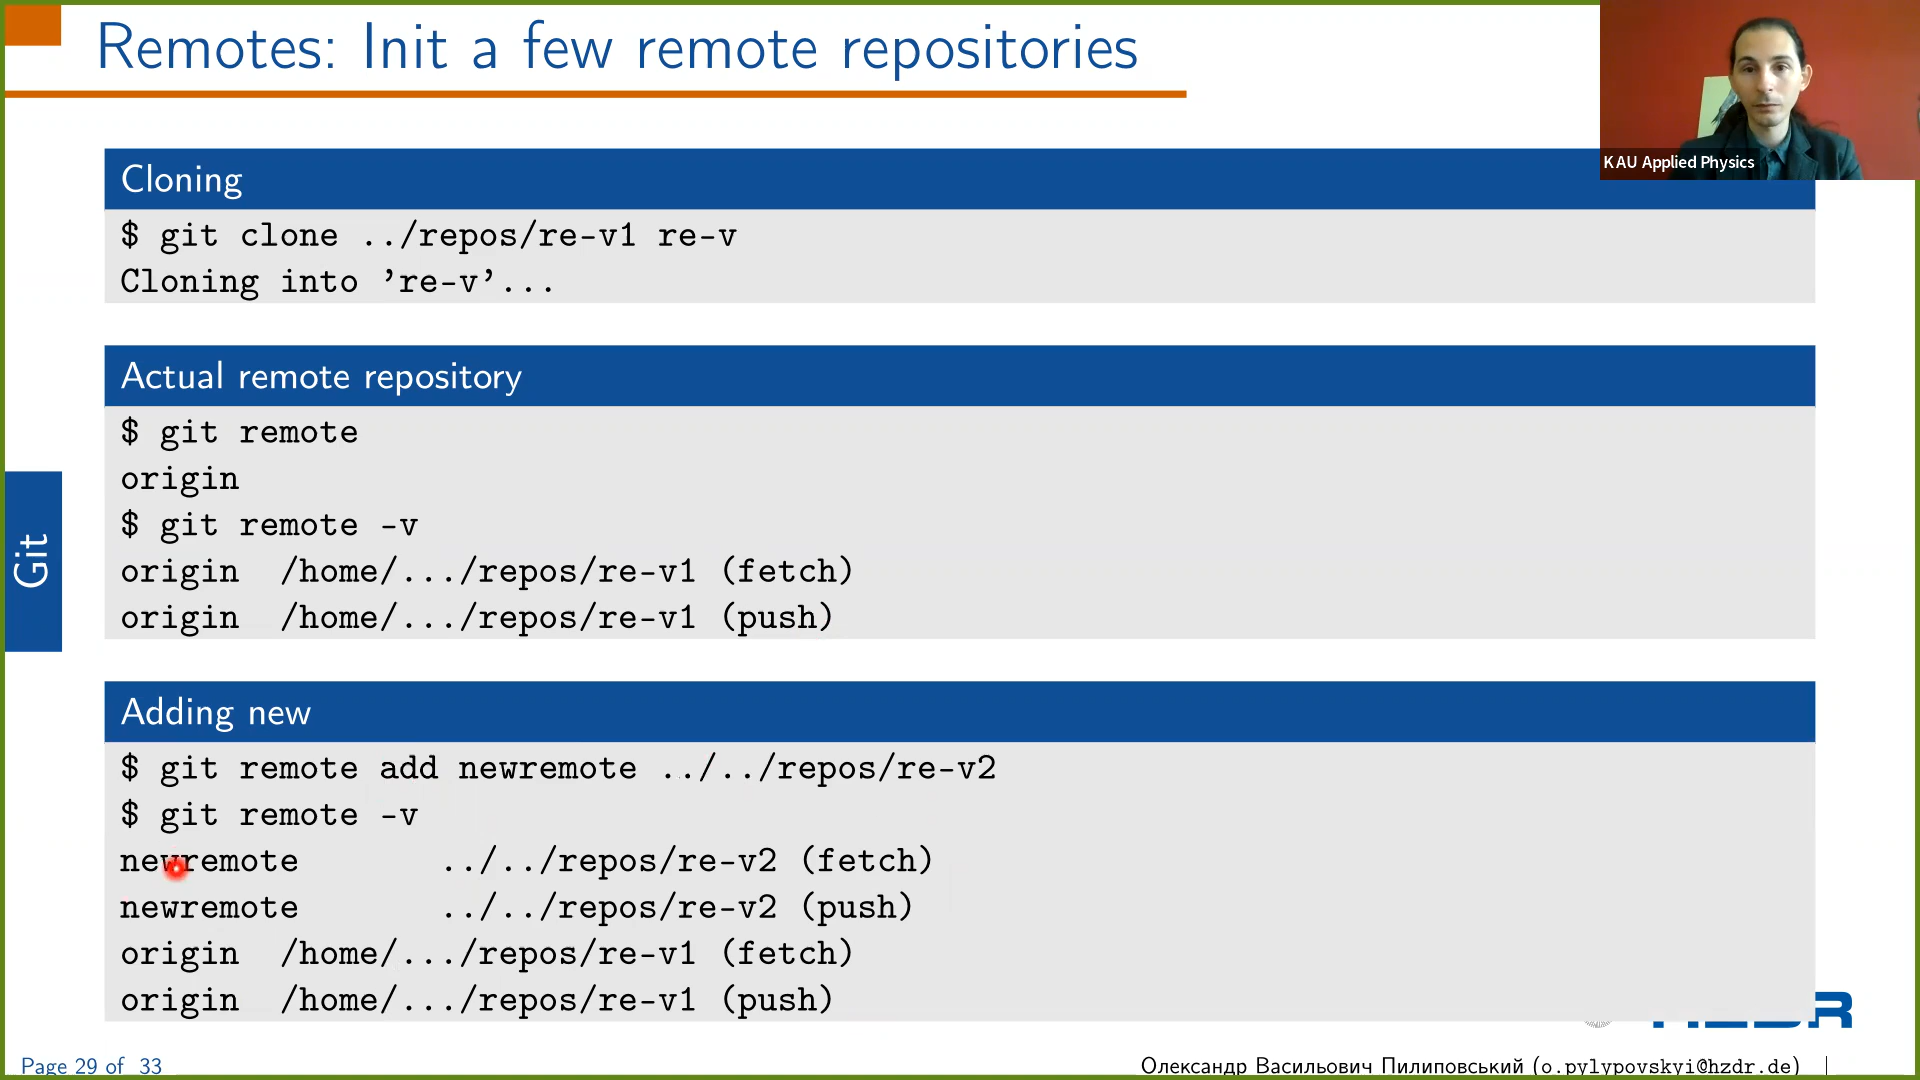 Remotes: Init a few remote repositories
KAU Applied Physics
Cloning
$ git clone ../repos/re-v1 re-v
Cloning into ’re-v’...
Actual remote repository
$ git remote
origin
$ git remote -v
origin  /home/.../repos/re-v1 (fetch)
origin  /home/.../repos/re-v1 (push)
Git
Adding new
$ git remote add newremote ../../repos/re-v2
$ git remote -v
newremote       ../../repos/re-v2 (fetch)
newremote       ../../repos/re-v2 (push)
origin  /home/.../repos/re-v1 (fetch)
origin  /home/.../repos/re-v1 (push)
Page 29 of 33
Олександр Васильович Пилиповський (o.pylypovskyi@hzdr.de)